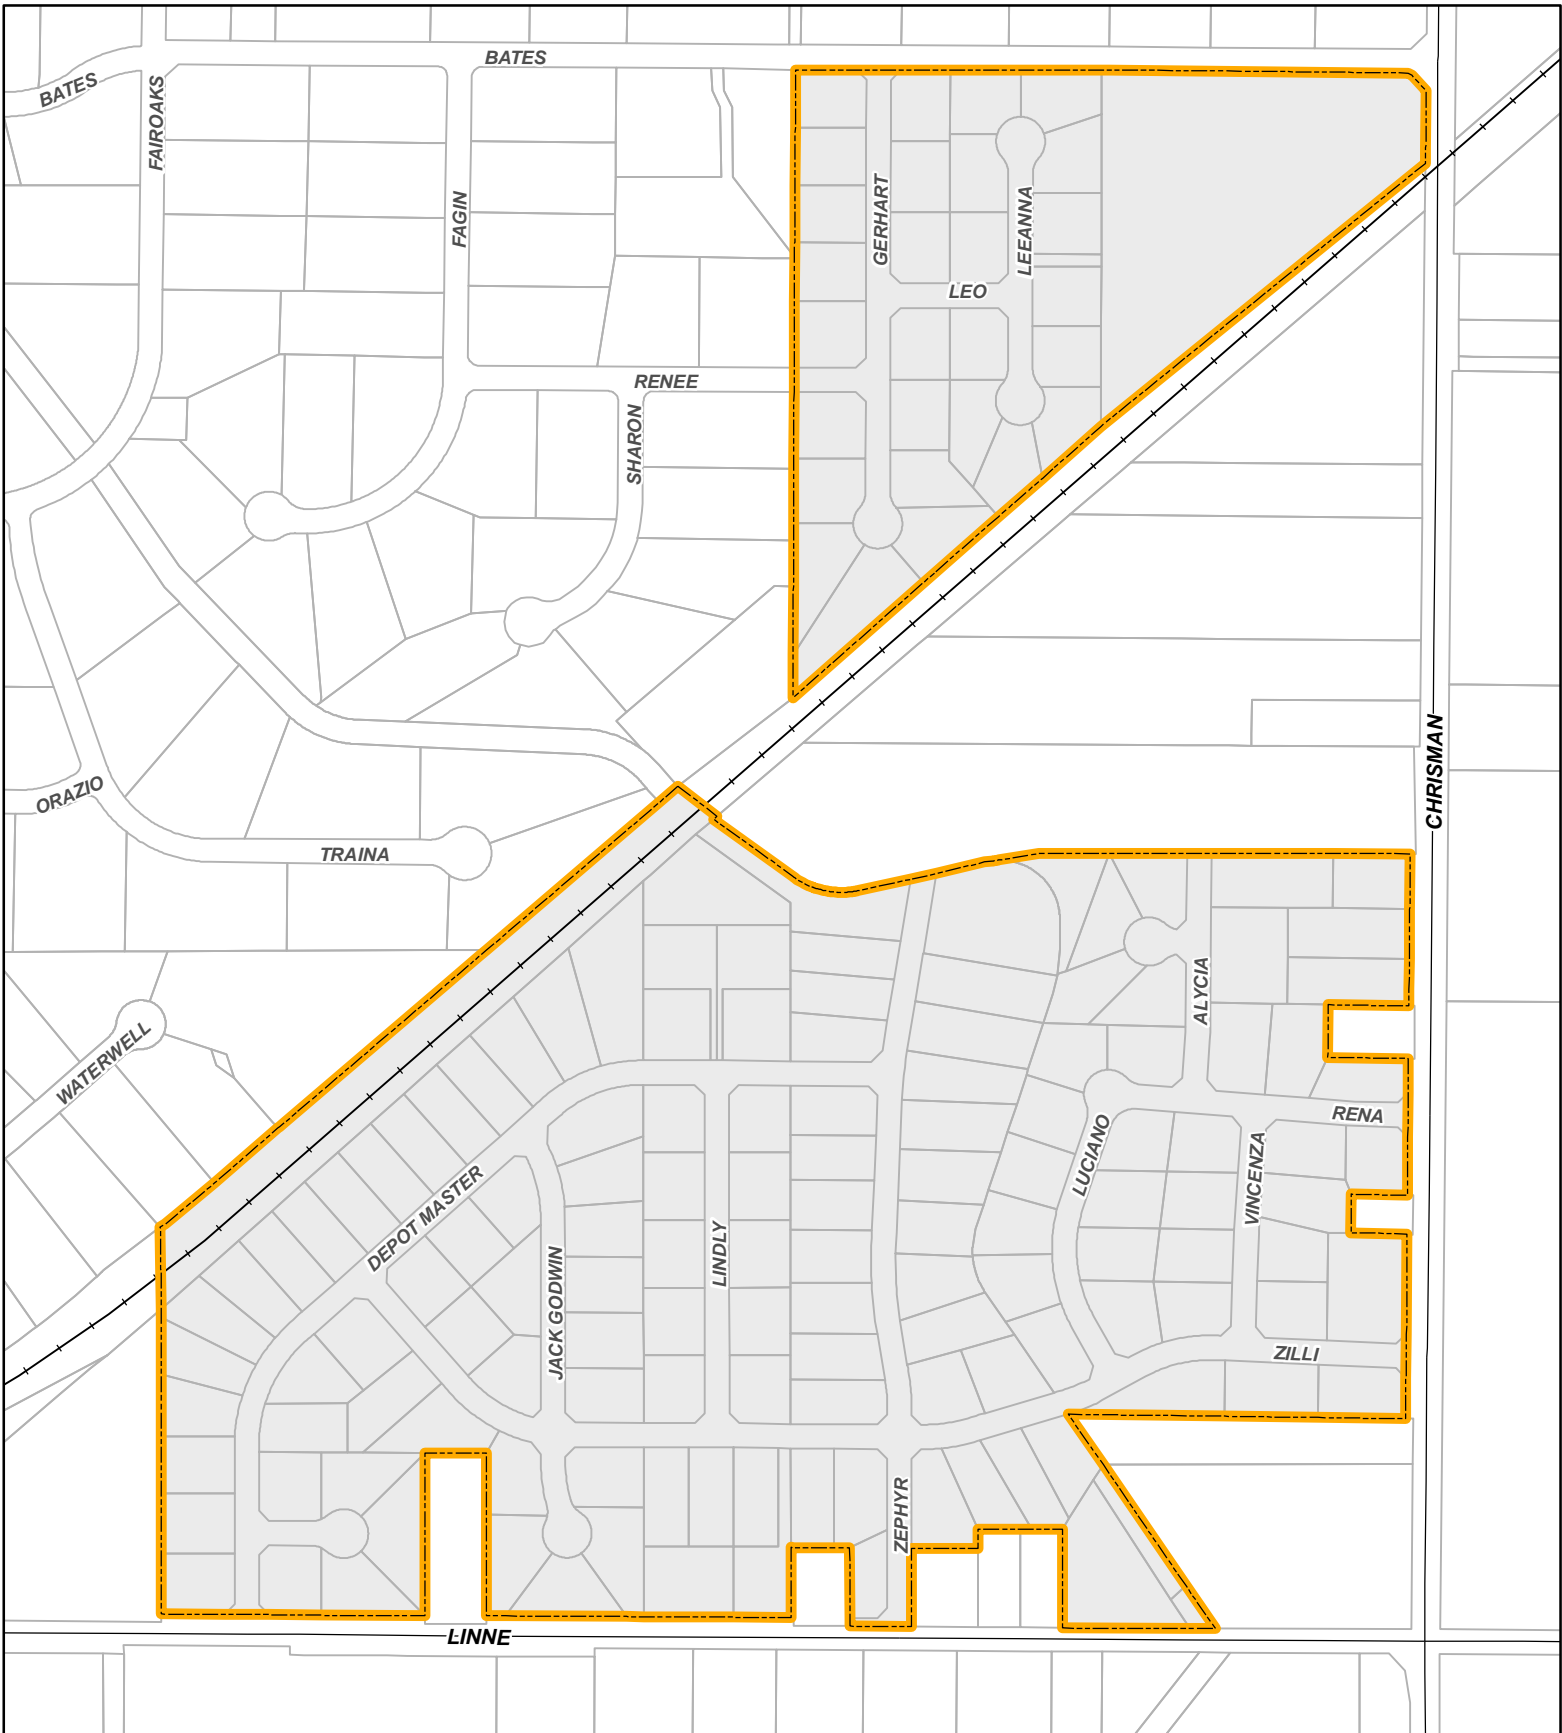 BATES
BATES
FAIROAKS
FAGIN
GERHART
LEEANNA
LEO
RENEE
SHARON
CHRISMAN
ORAZIO
TRAINA
ALYCIA
WATERWELL
RENA
LUCIANO
VINCENZA
DEPOT MASTER
LINDLY
JACK GODWIN
ZILLI
ZEPHYR
LINNE